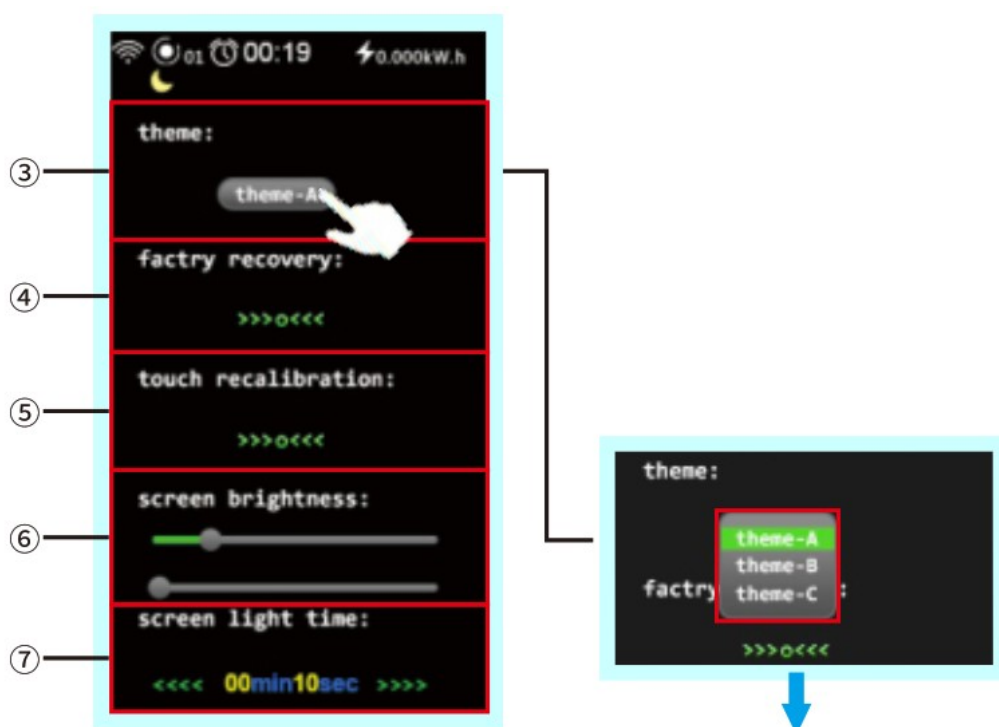 01 00:19 0.000kW.h
③
theme:
theme-A
④
factry recovery:
>>>o<<<
⑤
touch recalibration:
>>>o<<<
⑥
screen brightness:
⑦
screen light time:
<<<< 00min10sec >>>>
theme:
theme-A
theme-B
factry theme-C :
>>>o<<<